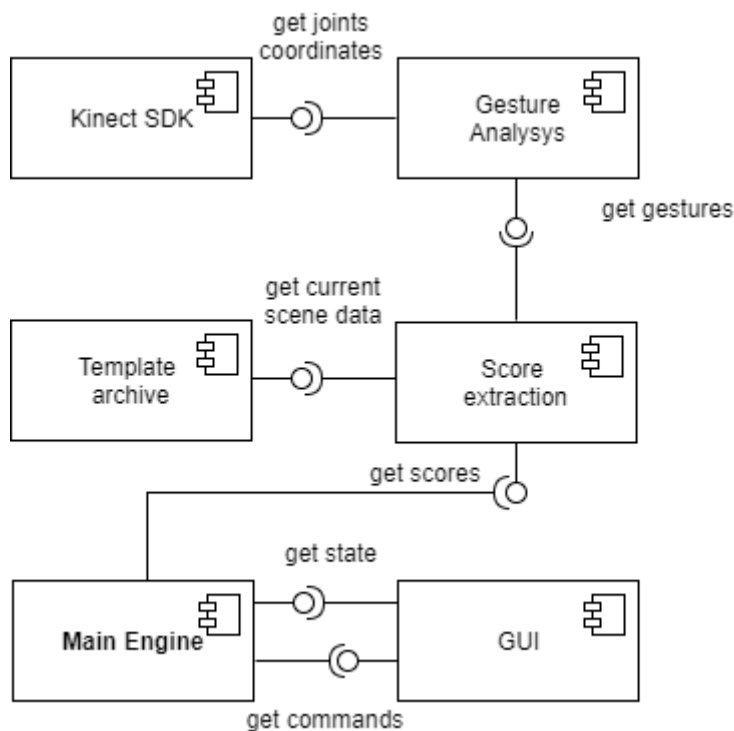 get joints
coordinates
Kinect SDK
Gesture
Analysys
get gestures
get current
scene data
Template
archive
Score
extraction
get scores
get state
Main Engine
GUI
get commands